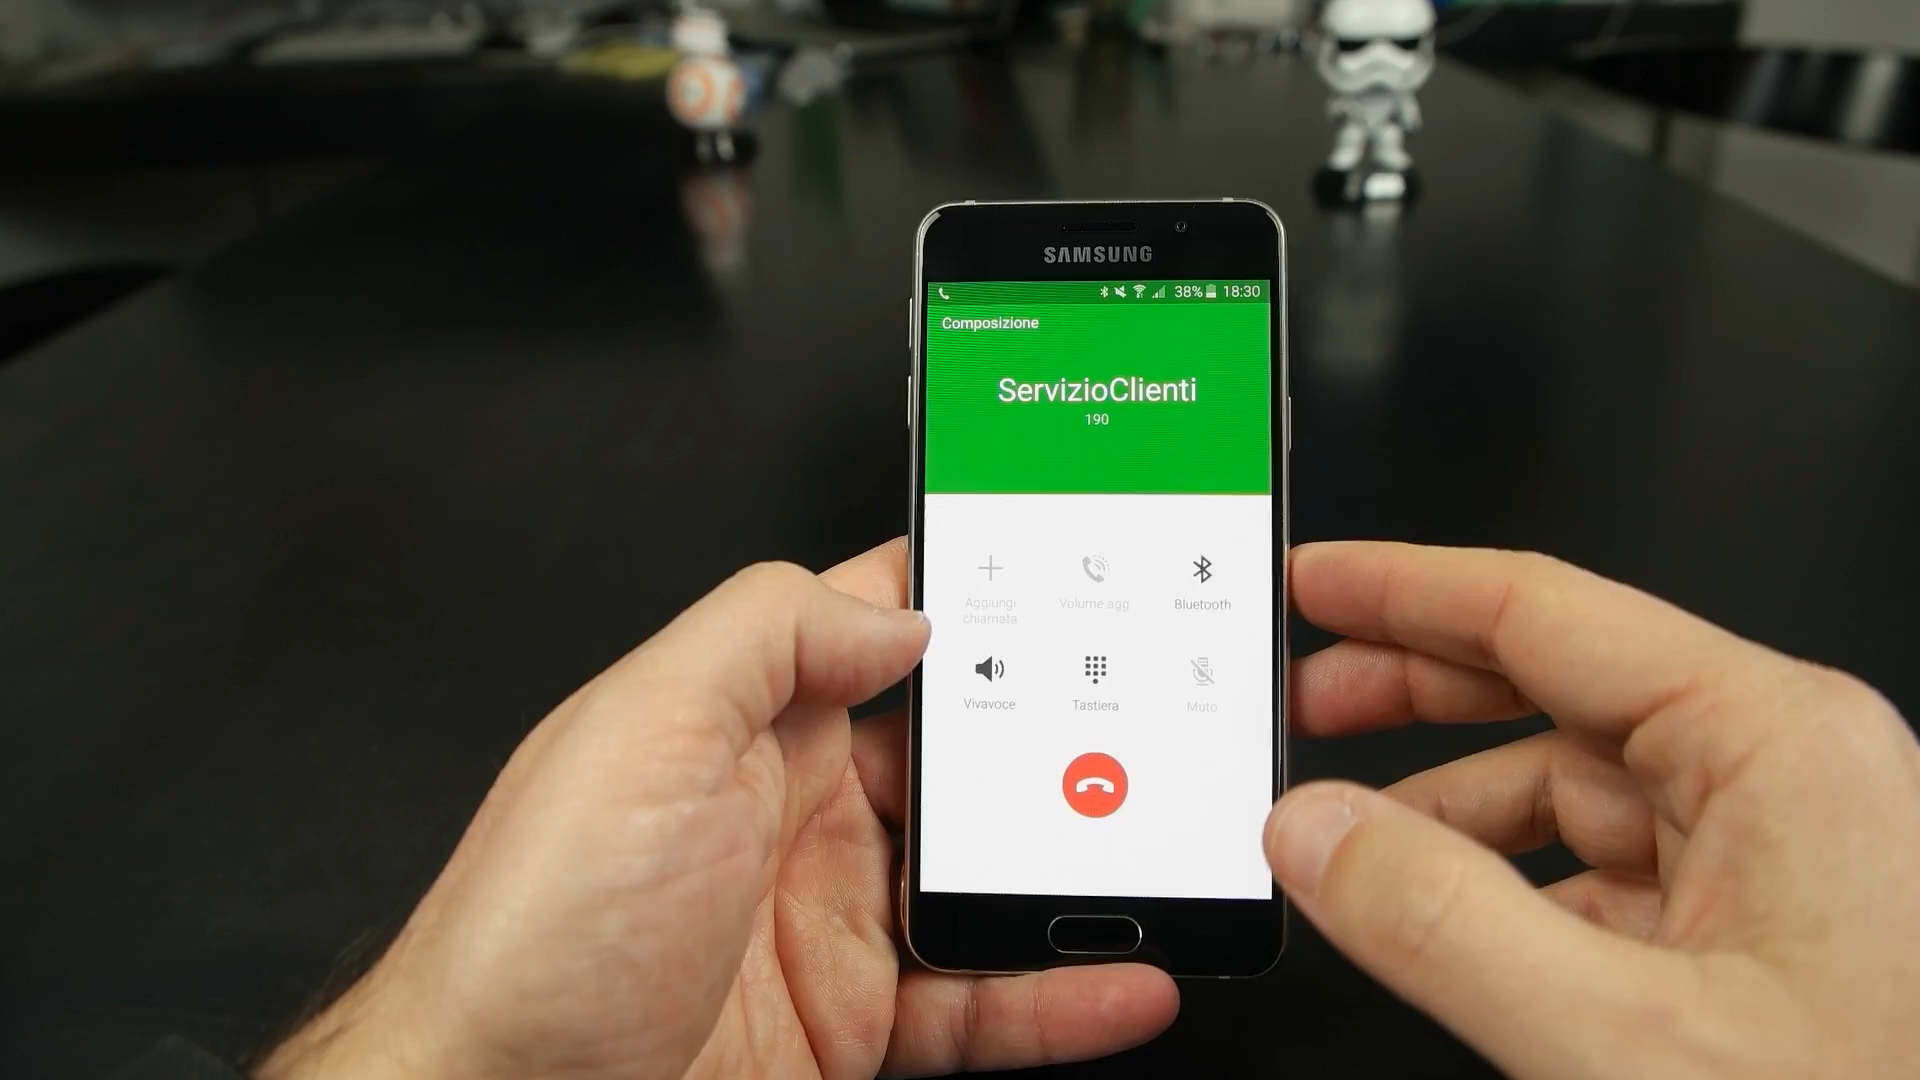 SAMSUNG
38% 18:30
Composizione
ServizioClienti
190
Aggiungi
chiamata
Volume agg
Bluetooth
Vivavoce
Tastiera
Muto